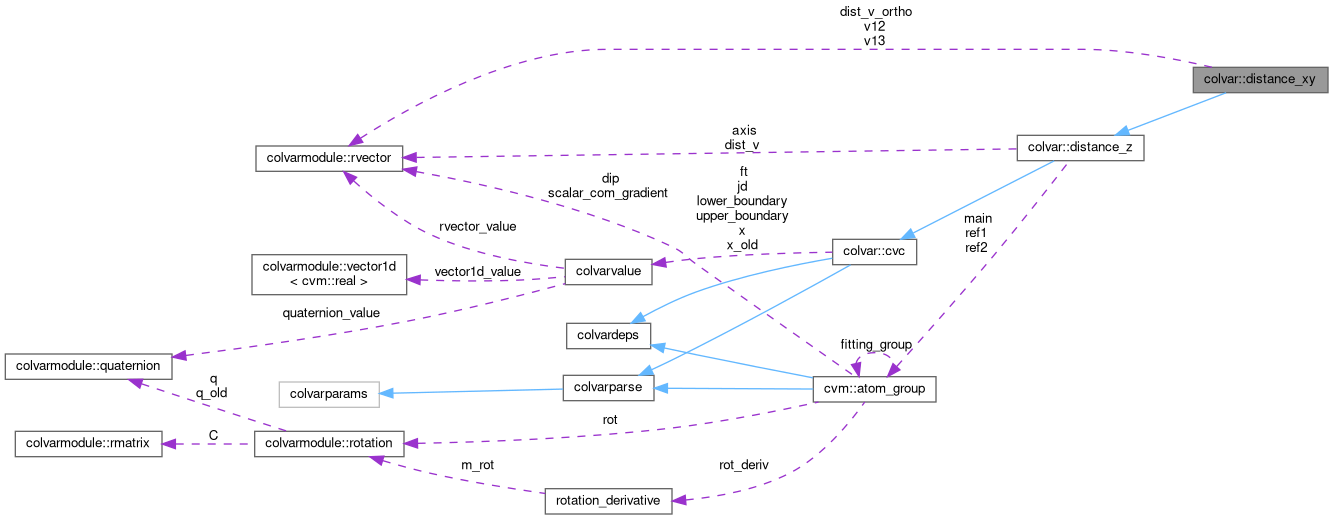 dist_v_ortho
v12
v13
colvar::distance_xy
axis
dist_v
colvar::distance_z
colvarmodule::rvector
ft
jd
lower_boundary
upper_boundary
x
x_old
dip
scalar_com_gradient
main
ref1
ref2
rvector_value
colvar::cvc
colvarmodule::vector1d
< cvm::real >
vector1d_value
colvarvalue
quaternion_value
colvardeps
fitting_group
colvarmodule::quaternion
q
q_old
colvarparams
colvarparse
cvm::atom_group
rot
colvarmodule::rmatrix
C
colvarmodule::rotation
m_rot
rot_deriv
rotation_derivative